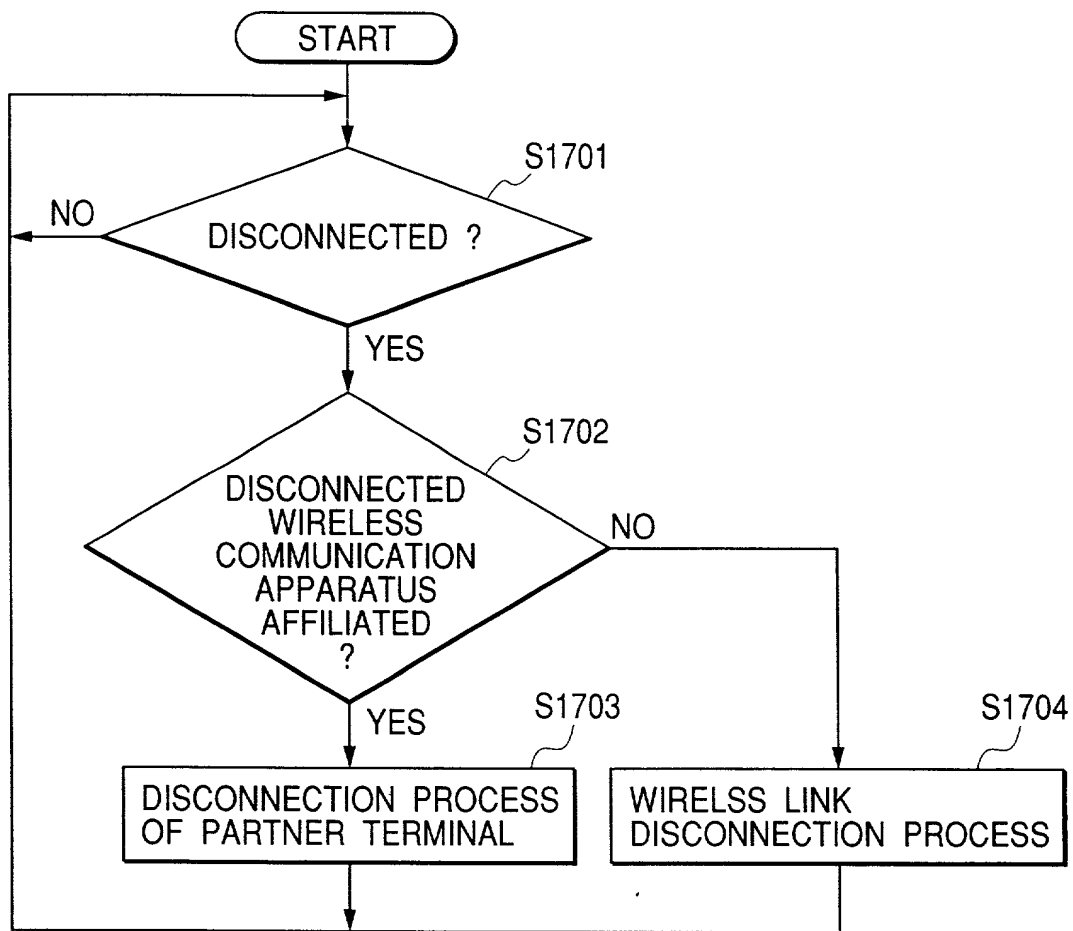 START
S1701
NO
DISCONNECTED ?
YES
S1702
DISCONNECTED
WIRELESS
COMMUNICATION
APPARATUS
AFFILIATED
?
NO
YES
S1703
S1704
DISCONNECTION PROCESS
OF PARTNER TERMINAL
WIRELSS LINK
DISCONNECTION PROCESS